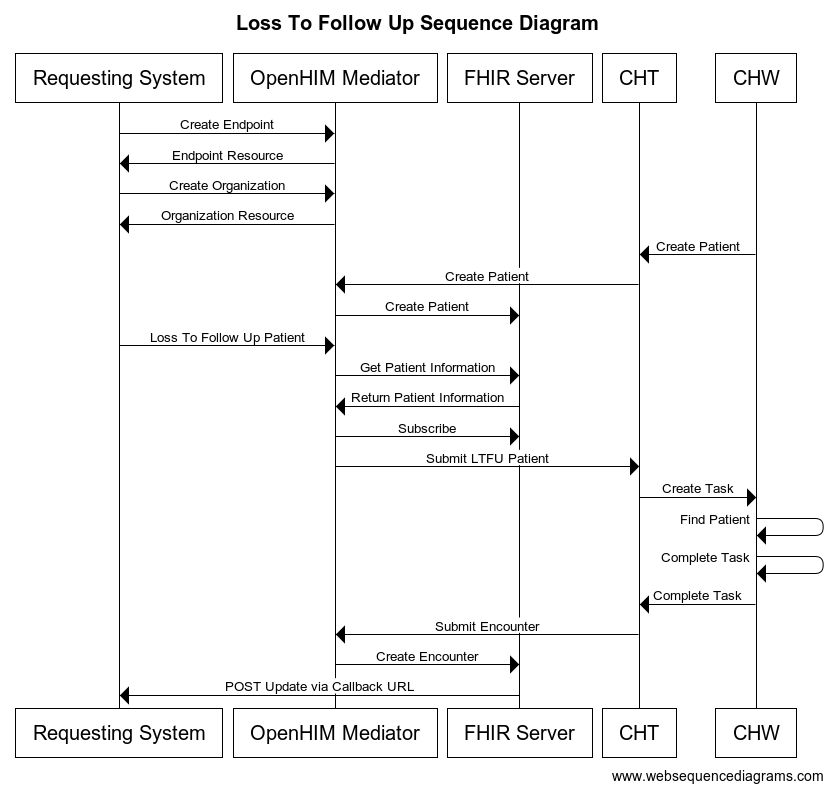 Loss To Follow Up Sequence Diagram
Requesting System
OpenHIM Mediator
FHIR Server
CHT
CHW
Create Endpoint
Endpoint Resource
Create Organization
Organization Resource
Create Patient
Create Patient
Create Patient
Loss To Follow Up Patient
Get Patient Information
Return Patient Information
Subscribe
Submit LTFU Patient
Create Task
Find Patient
Complete Task
Complete Task
Submit Encounter
Create Encounter
POST Update via Callback URL
Requesting System
OpenHIM Mediator
FHIR Server
CHT
CHW
www.websequencediagrams.com